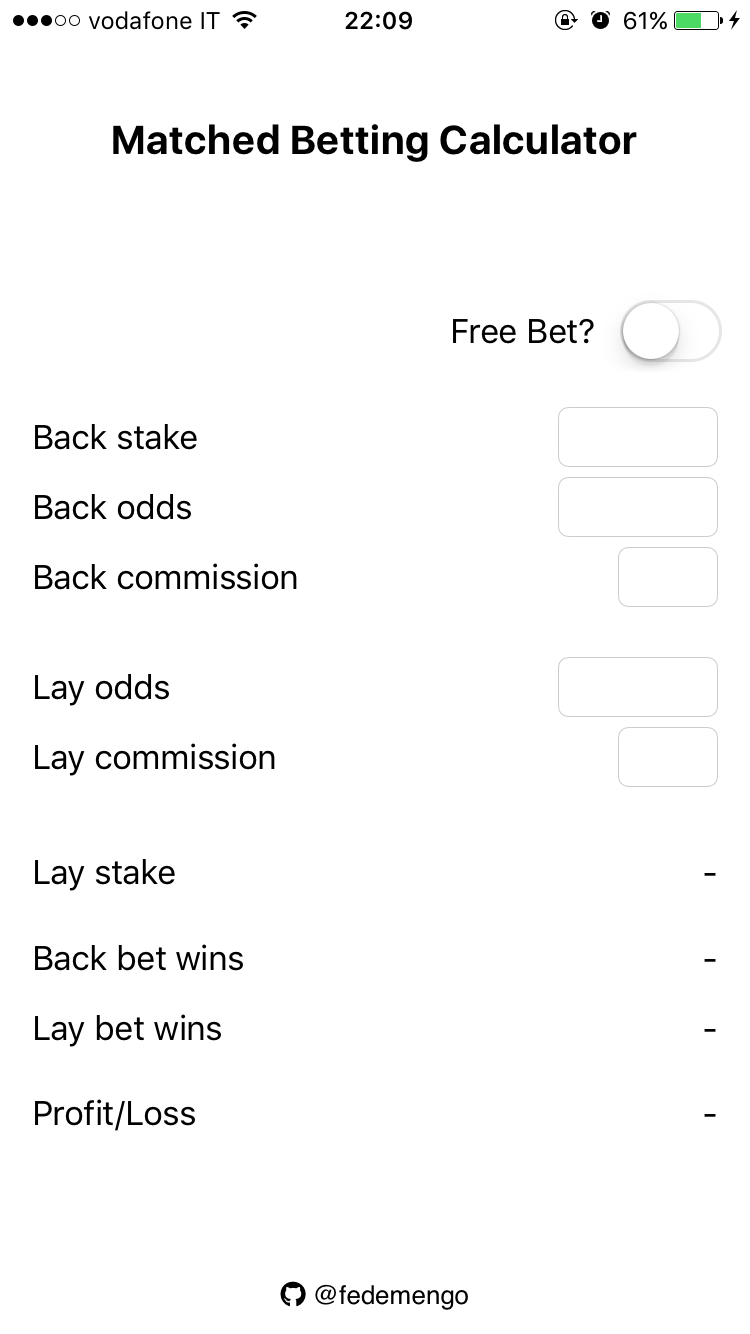 vodafone IT 22:09 61%
Matched Betting Calculator
Free Bet?
Back stake
Back odds
Back commission
Lay odds
Lay commission
Lay stake -
Back bet wins -
Lay bet wins -
Profit/Loss -
@fedemengo